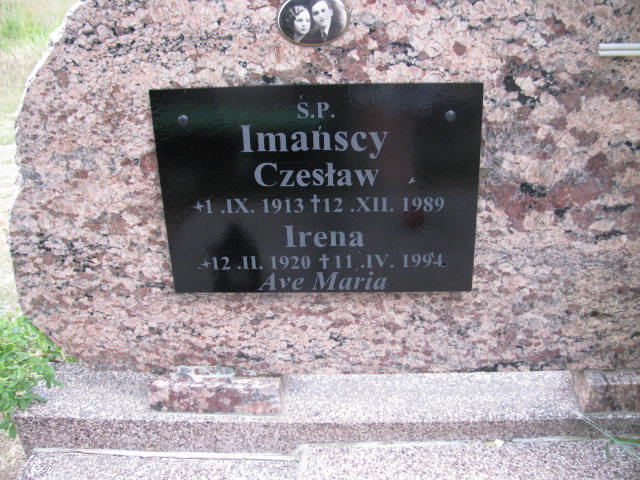 Ś.P.
Imańscy
Czesław
*1 .IX. 1913 †12 .XII. 1989
Irena
*12 .II. 1920 †11 .IV. 1994
Ave Maria